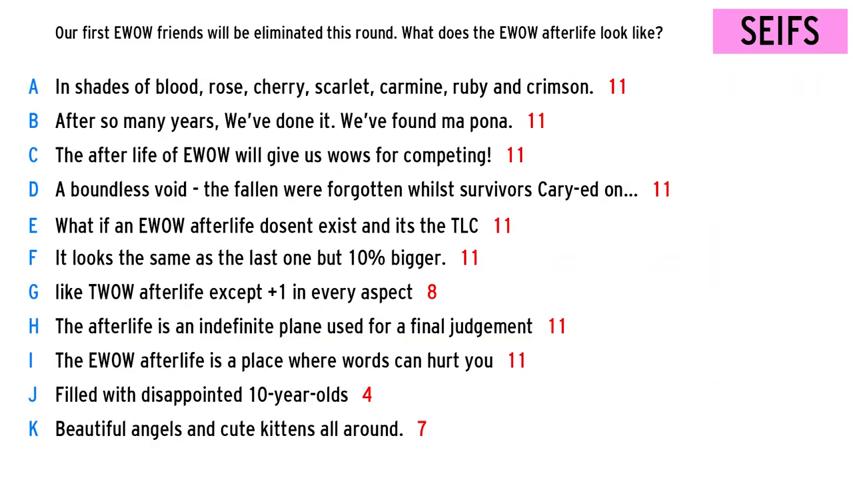 Our first EWOW friends will be eliminated this round. What does the EWOW afterlife look like?
SEIFS
A In shades of blood, rose, cherry, scarlet, carmine, ruby and crimson. 11
B After so many years, We've done it. We've found ma pona. 11
C The after life of EWOW will give us wows for competing! 11
D A boundless void - the fallen were forgotten whilst survivors Cary-ed on... 11
E What if an EWOW afterlife dosent exist and its the TLC 11
F It looks the same as the last one but 10% bigger. 11
G like TWOW afterlife except +1 in every aspect 8
H The afterlife is an indefinite plane used for a final judgement 11
I The EWOW afterlife is a place where words can hurt you 11
J Filled with disappointed 10-year-olds 4
K Beautiful angels and cute kittens all around. 7